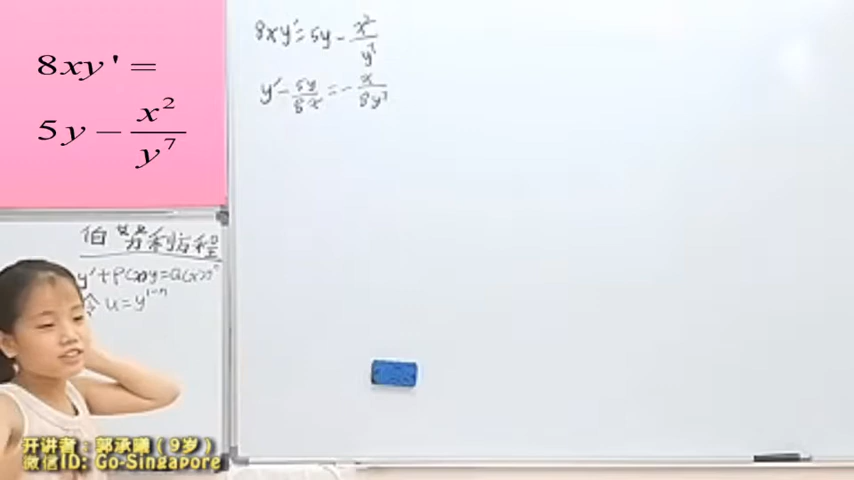 8xy' =
5y − x²/y⁷
8xy' = 5y − x²/y⁷
y' − 5y/8x = − x/8y⁷
伯努利方程
y' + P(x)y = Q(x)yⁿ
令 u = y¹⁻ⁿ
开讲者：郭承曦（9岁）
微信ID: Go-Singapore